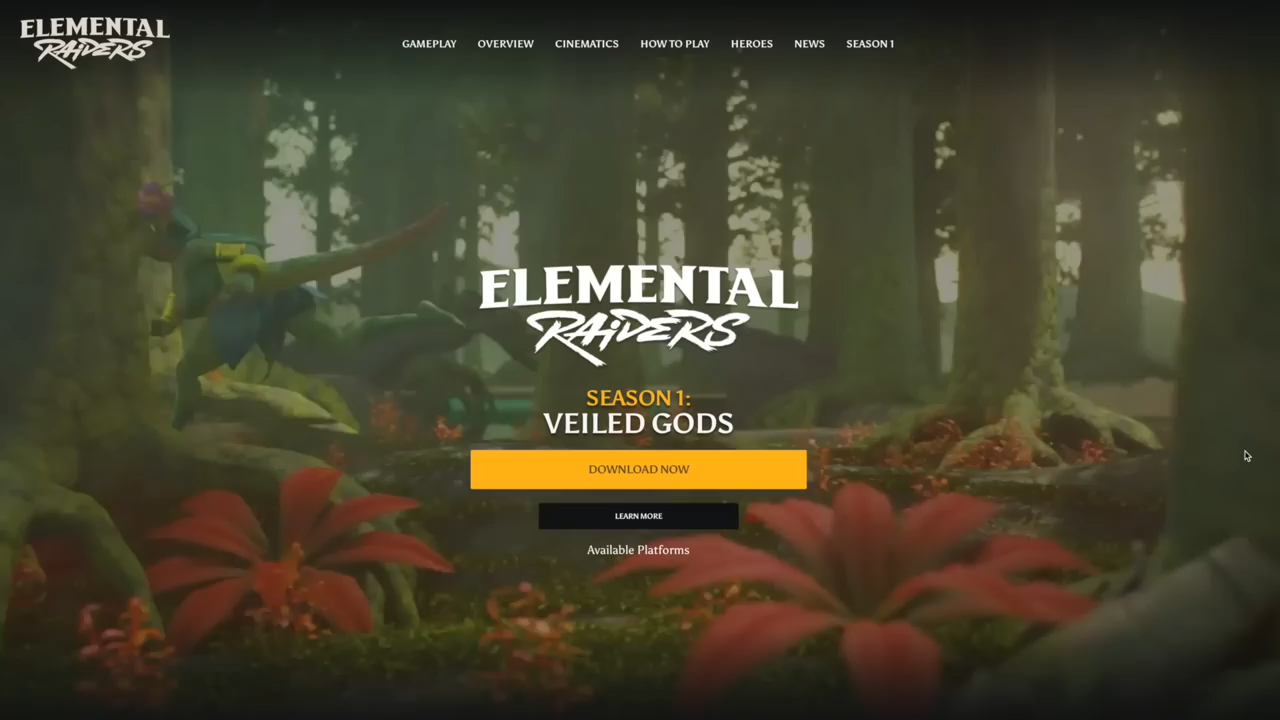 ELEMENTAL
RAIDERS
GAMEPLAY OVERVIEW CINEMATICS HOW TO PLAY HEROES NEWS SEASON 1
ELEMENTAL
RAIDERS
SEASON 1:
VEILED GODS
DOWNLOAD NOW
LEARN MORE
Available Platforms